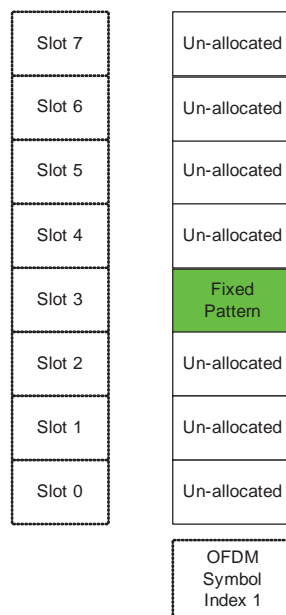 Slot 7 Un-allocated
Slot 6 Un-allocated
Slot 5 Un-allocated
Slot 4 Un-allocated
Slot 3 Fixed
Pattern
Slot 2 Un-allocated
Slot 1 Un-allocated
Slot 0 Un-allocated
OFDM
Symbol
Index 1